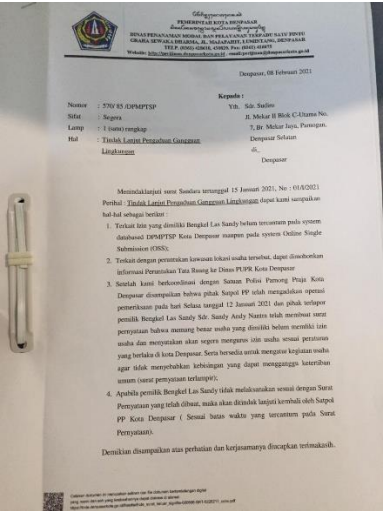 PEMERINTAH KOTA DENPASAR
DINAS PENANAMAN MODAL DAN PELAYANAN TERPADU SATU PINTU
GRAHA SEWAKA DHARMA, JL. MAJAPAHIT, LUMINTANG, DENPASAR
Denpasar, 08 Februari 2021
Kepada :
Nomor : 570/ 85 /DPMPTSP
Yth. Sdr. Sudiro
Sifat : Segera
Jl. Mekar II Blok C-Utama No.
Lamp : 1 (satu) rangkap
7, Br. Mekar Jaya, Pemogan,
Hal : Tindak Lanjut Pengaduan Gangguan
Denpasar Selatan
Lingkungan
di_
Denpasar
Menindaklanjuti surat Saudara tertanggal 15 Januari 2021, No : 03/I/2021
Perihal : Tindak Lanjut Pengaduan Gangguan Lingkungan dapat kami sampaikan
hal-hal sebagai berikut :
1. Terkait Izin yang dimiliki Bengkel Las Sandy belum tercantum pada system
databased DPMPTSP Kota Denpasar maupun pada system Online Single
Submission (OSS);
2. Terkait dengan peruntukan kawasan lokasi usaha tersebut, dapat dimohonkan
informasi Peruntukan Tata Ruang ke Dinas PUPR Kota Denpasar
3. Setelah kami berkoordinasi dengan Satuan Polisi Pamong Praja Kota
Denpasar disampaikan bahwa pihak Satpol PP telah mengadakan operasi
pemeriksaan pada hari Selasa tanggal 12 Januari 2021 dan pihak terlapor
pemilik Bengkel Las Sandy Sdr. Sandy Ardy Nautes telah membuat surat
pernyataan bahwa memang benar usaha yang dimiliki belum memiliki izin
usaha dan menyatakan akan segera mengurus izin usaha sesuai peraturan
yang berlaku di kota Denpasar. Serta bersedia untuk mengatur kegiatan usaha
agar tidak menyebabkan kebisingan yang dapat mengganggu ketertiban
umum (surat pernyataan terlampir);
4. Apabila pemilik Bengkel Las Sandy tidak melaksanakan sesuai dengan Surat
Pernyataan yang telah dibuat, maka akan ditindak lanjuti kembali oleh Satpol
PP Kota Denpasar ( Sesuai batas waktu yang tercantum pada Surat
Pernyataan).
Demikian disampaikan atas perhatian dan kerjasamanya diucapkan terimakasih.